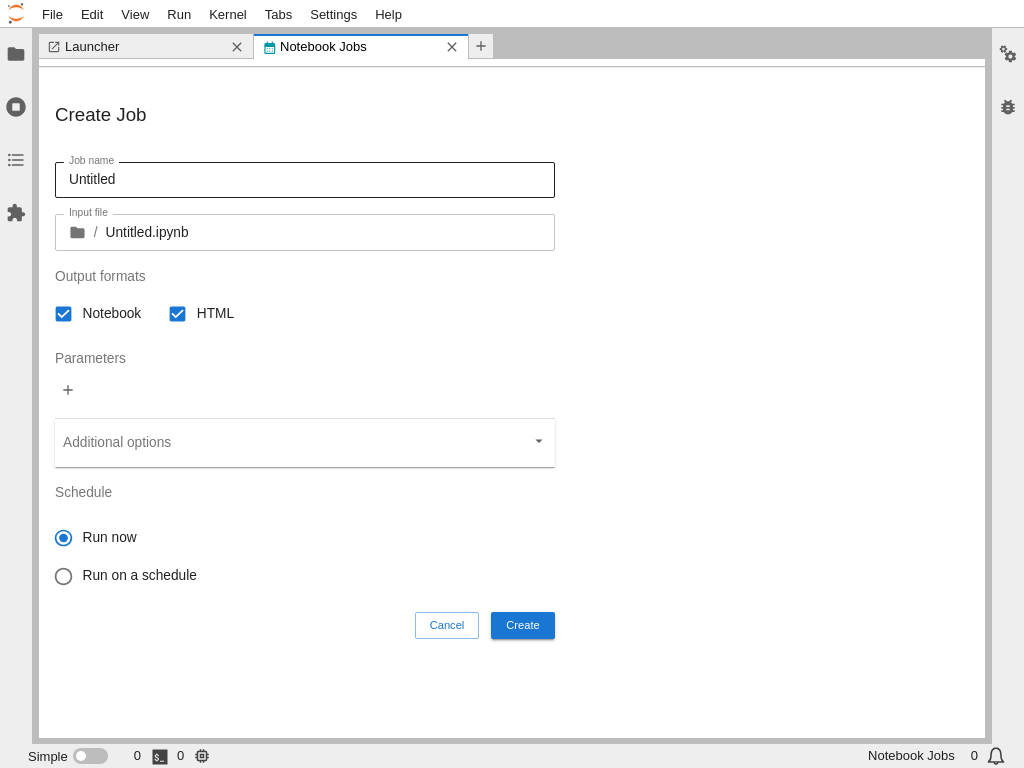 File Edit View Run Kernel Tabs Settings Help
Launcher
Notebook Jobs
Create Job
Job name
Untitled
Input file
/ Untitled.ipynb
Output formats
Notebook HTML
Parameters
+
Additional options
Schedule
Run now
Run on a schedule
Cancel Create
Simple 0 $_ 0 Notebook Jobs 0